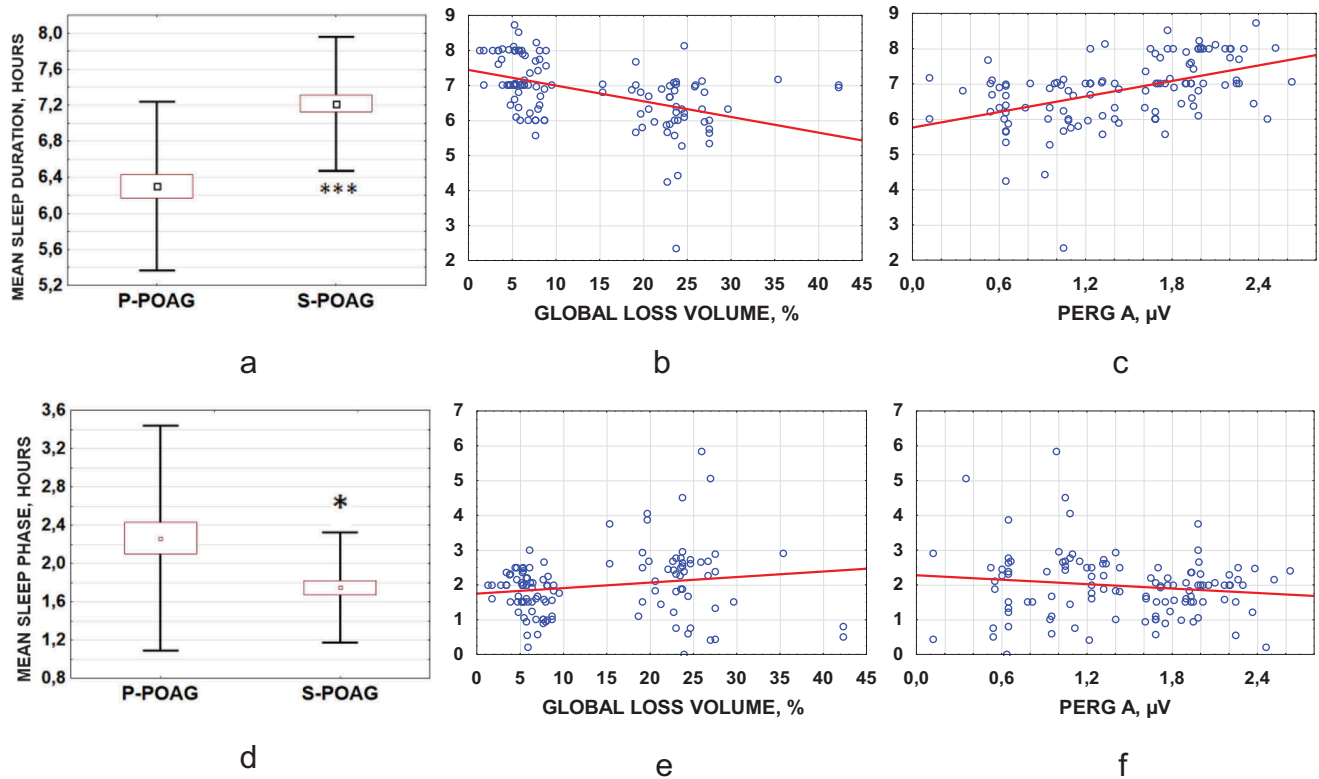 MEAN SLEEP DURATION, HOURS
8,0
7,6
7,2
6,8
6,4
6,0
5,6
5,2
***
P-POAG S-POAG
a
9
8
7
6
5
4
3
2
0 5 10 15 20 25 30 35 40 45
GLOBAL LOSS VOLUME, %
b
9
8
7
6
5
4
3
2
0,0 0,6 1,2 1,8 2,4
PERG A, µV
c
MEAN SLEEP PHASE, HOURS
3,6
3,2
2,8
2,4
2,0
1,6
1,2
0,8
*
P-POAG S-POAG
d
7
6
5
4
3
2
1
0
0 5 10 15 20 25 30 35 40 45
GLOBAL LOSS VOLUME, %
e
7
6
5
4
3
2
1
0
0,0 0,6 1,2 1,8 2,4
PERG A, µV
f